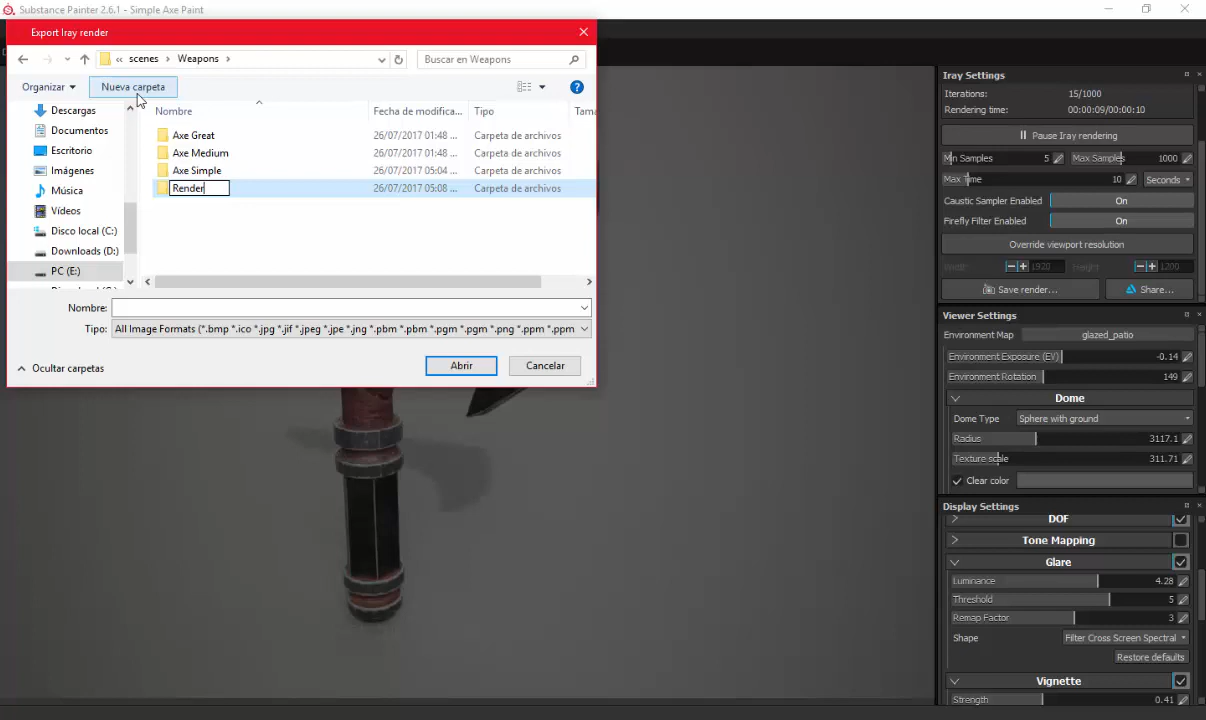 Substance Painter 2.6.1 - Simple Axe Paint
Export Iray render
« scenes › Weapons ›
Buscar en Weapons
Organizar
Nueva carpeta
Descargas
Documentos
Escritorio
Imágenes
Música
Vídeos
Disco local (C:)
Downloads (D:)
PC (E:)
Nombre Fecha de modifica... Tipo Tama
Axe Great 26/07/2017 01:48 ... Carpeta de archivos
Axe Medium 26/07/2017 01:48 ... Carpeta de archivos
Axe Simple 26/07/2017 05:04 ... Carpeta de archivos
Render 26/07/2017 05:08 ... Carpeta de archivos
Nombre:
Tipo: All Image Formats (*.bmp *.ico *.jpg *.jif *.jpeg *.jpe *.jng *.pbm *.pbm *.pgm *.pgm *.png *.ppm *.ppm
Ocultar carpetas
Abrir
Cancelar
Iray Settings
Iterations: 15/1000
Rendering time: 00:00:09/00:00:10
Pause Iray rendering
Min Samples 5 Max Samples 1000
Max Time 10 Seconds
Caustic Sampler Enabled On
Firefly Filter Enabled On
Override viewport resolution
Width 1920 Height 1200
Save render... Share...
Viewer Settings
Environment Map glazed_patio
Environment Exposure (EV) -0.14
Environment Rotation 149
Dome
Dome Type Sphere with ground
Radius 3117.1
Texture scale 311.71
Clear color
Display Settings
DOF
Tone Mapping
Glare
Luminance 4.28
Threshold 5
Remap Factor 3
Shape Filter Cross Screen Spectral
Restore defaults
Vignette
Strength 0.41